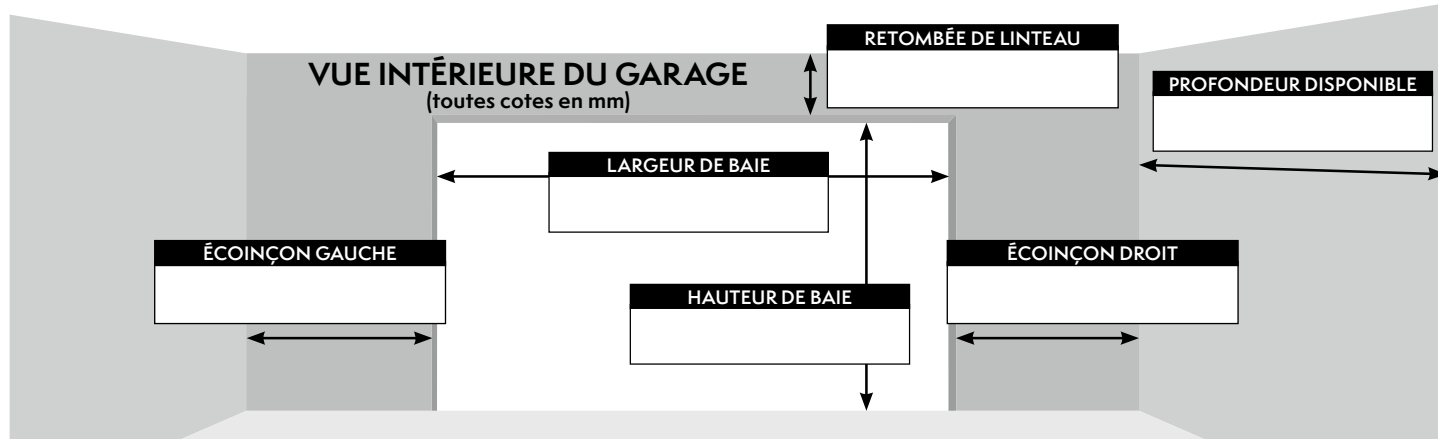 RETOMBÉE DE LINTEAU
VUE INTÉRIEURE DU GARAGE
(toutes cotes en mm)
PROFONDEUR DISPONIBLE
LARGEUR DE BAIE
ÉCOINÇON GAUCHE
ÉCOINÇON DROIT
HAUTEUR DE BAIE